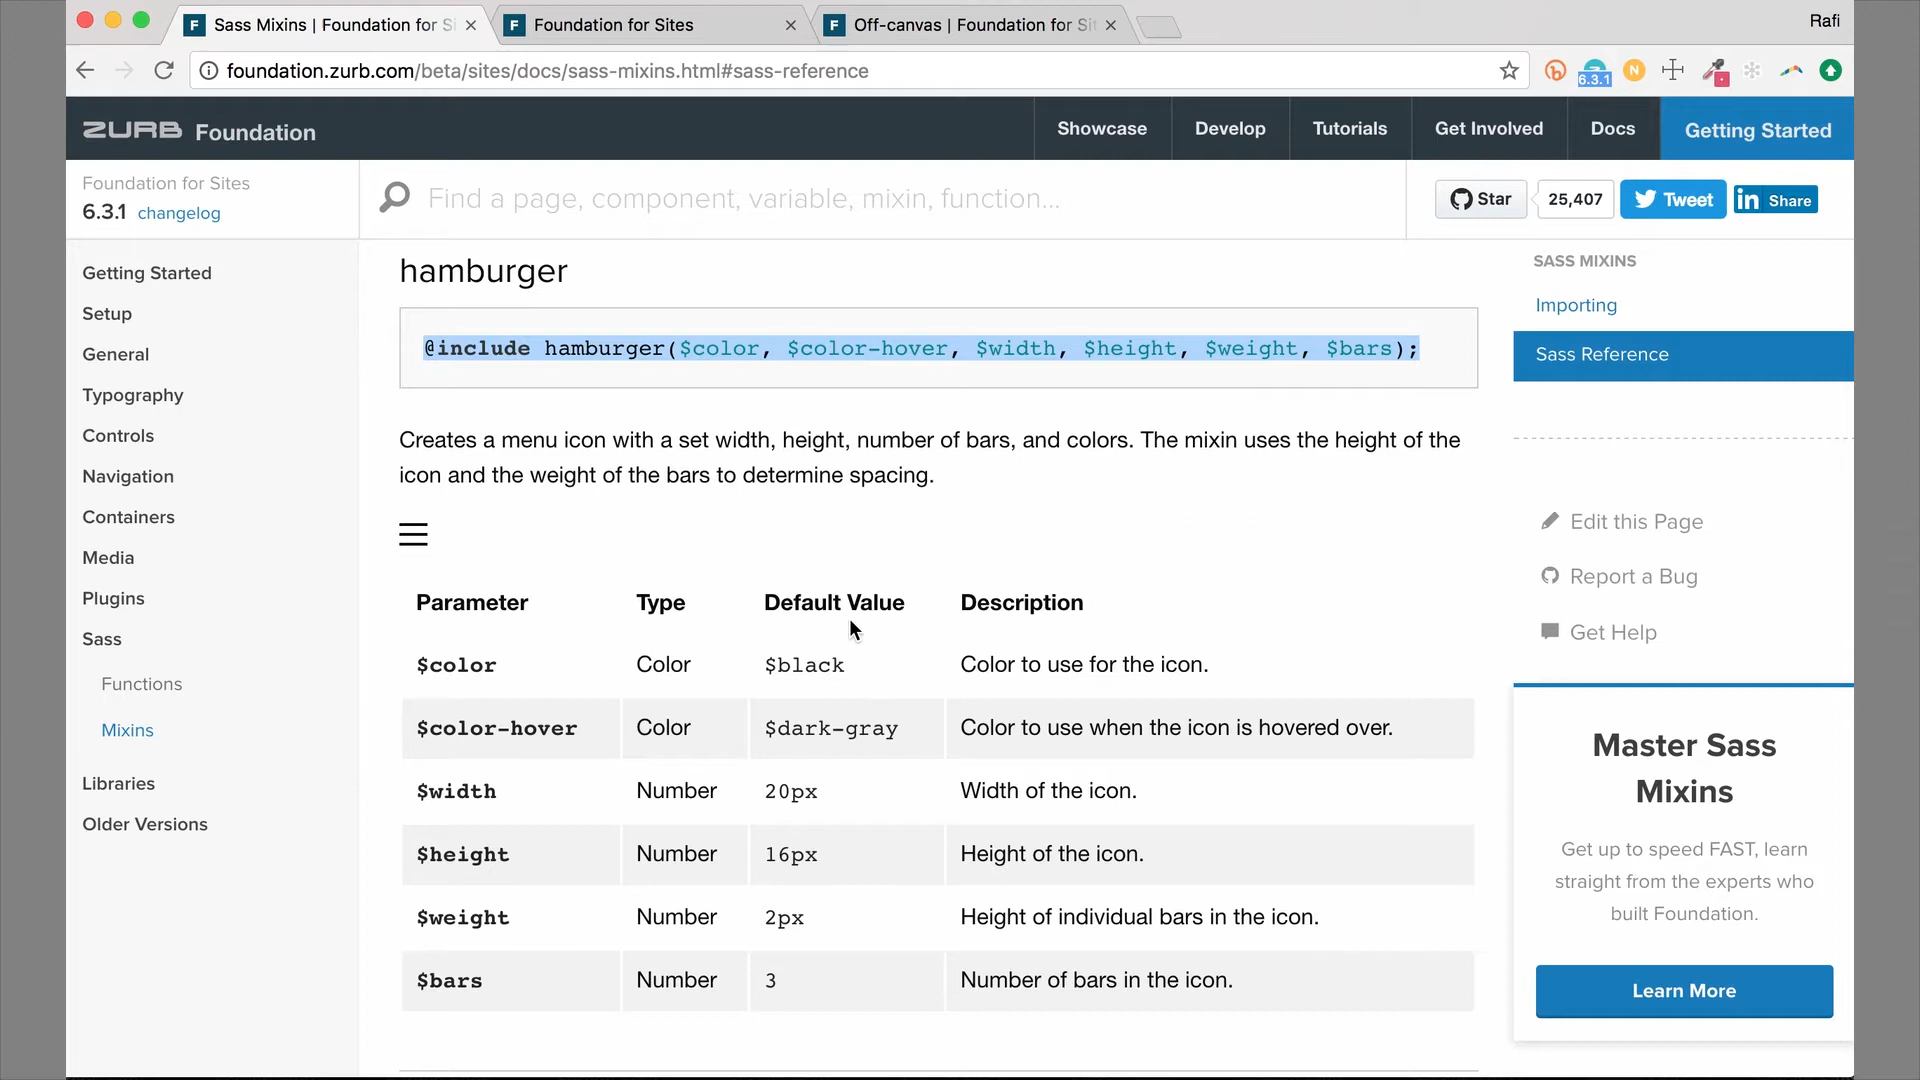 Sass Mixins | Foundation for Si
Foundation for Sites
Off-canvas | Foundation for Sit
Rafi
foundation.zurb.com/beta/sites/docs/sass-mixins.html#sass-reference
6.3.1
N
ZURB Foundation
Showcase
Develop
Tutorials
Get Involved
Docs
Getting Started
Foundation for Sites
6.3.1 changelog
Find a page, component, variable, mixin, function...
Star
25,407
Tweet
in Share
Getting Started
Setup
General
Typography
Controls
Navigation
Containers
Media
Plugins
Sass
Functions
Mixins
Libraries
Older Versions
hamburger
@include hamburger($color, $color-hover, $width, $height, $weight, $bars);
Creates a menu icon with a set width, height, number of bars, and colors. The mixin uses the height of the
icon and the weight of the bars to determine spacing.
Parameter Type Default Value Description
$color Color $black Color to use for the icon.
$color-hover Color $dark-gray Color to use when the icon is hovered over.
$width Number 20px Width of the icon.
$height Number 16px Height of the icon.
$weight Number 2px Height of individual bars in the icon.
$bars Number 3 Number of bars in the icon.
SASS MIXINS
Importing
Sass Reference
Edit this Page
Report a Bug
Get Help
Master Sass
Mixins
Get up to speed FAST, learn
straight from the experts who
built Foundation.
Learn More